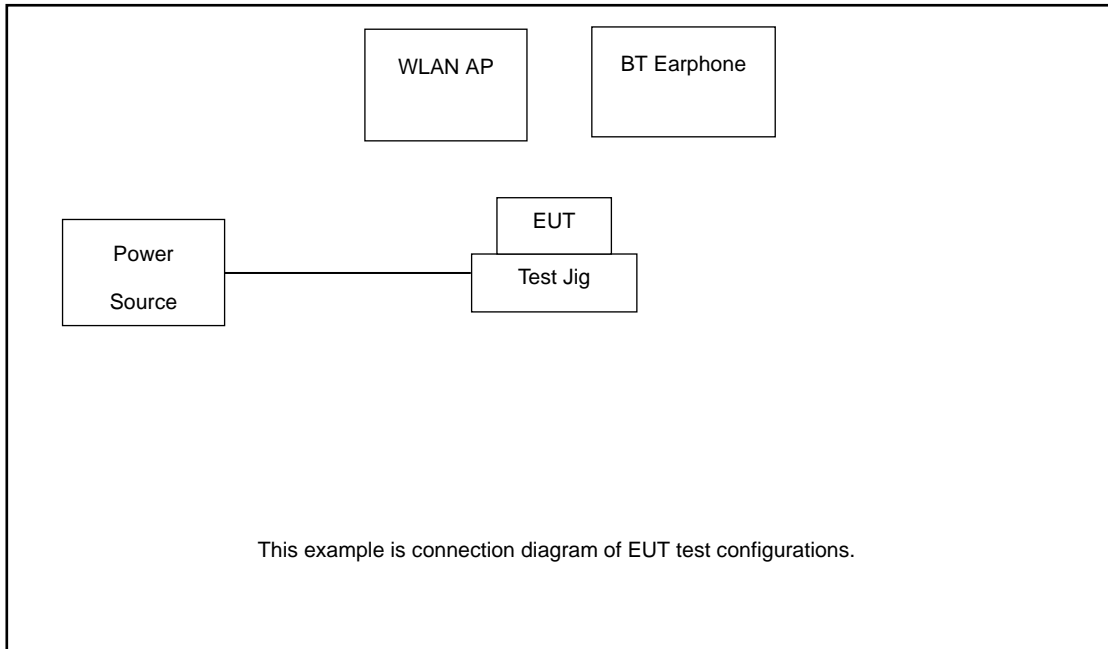 WLAN AP
BT Earphone
EUT
Power
Source
Test Jig
This example is connection diagram of EUT test configurations.